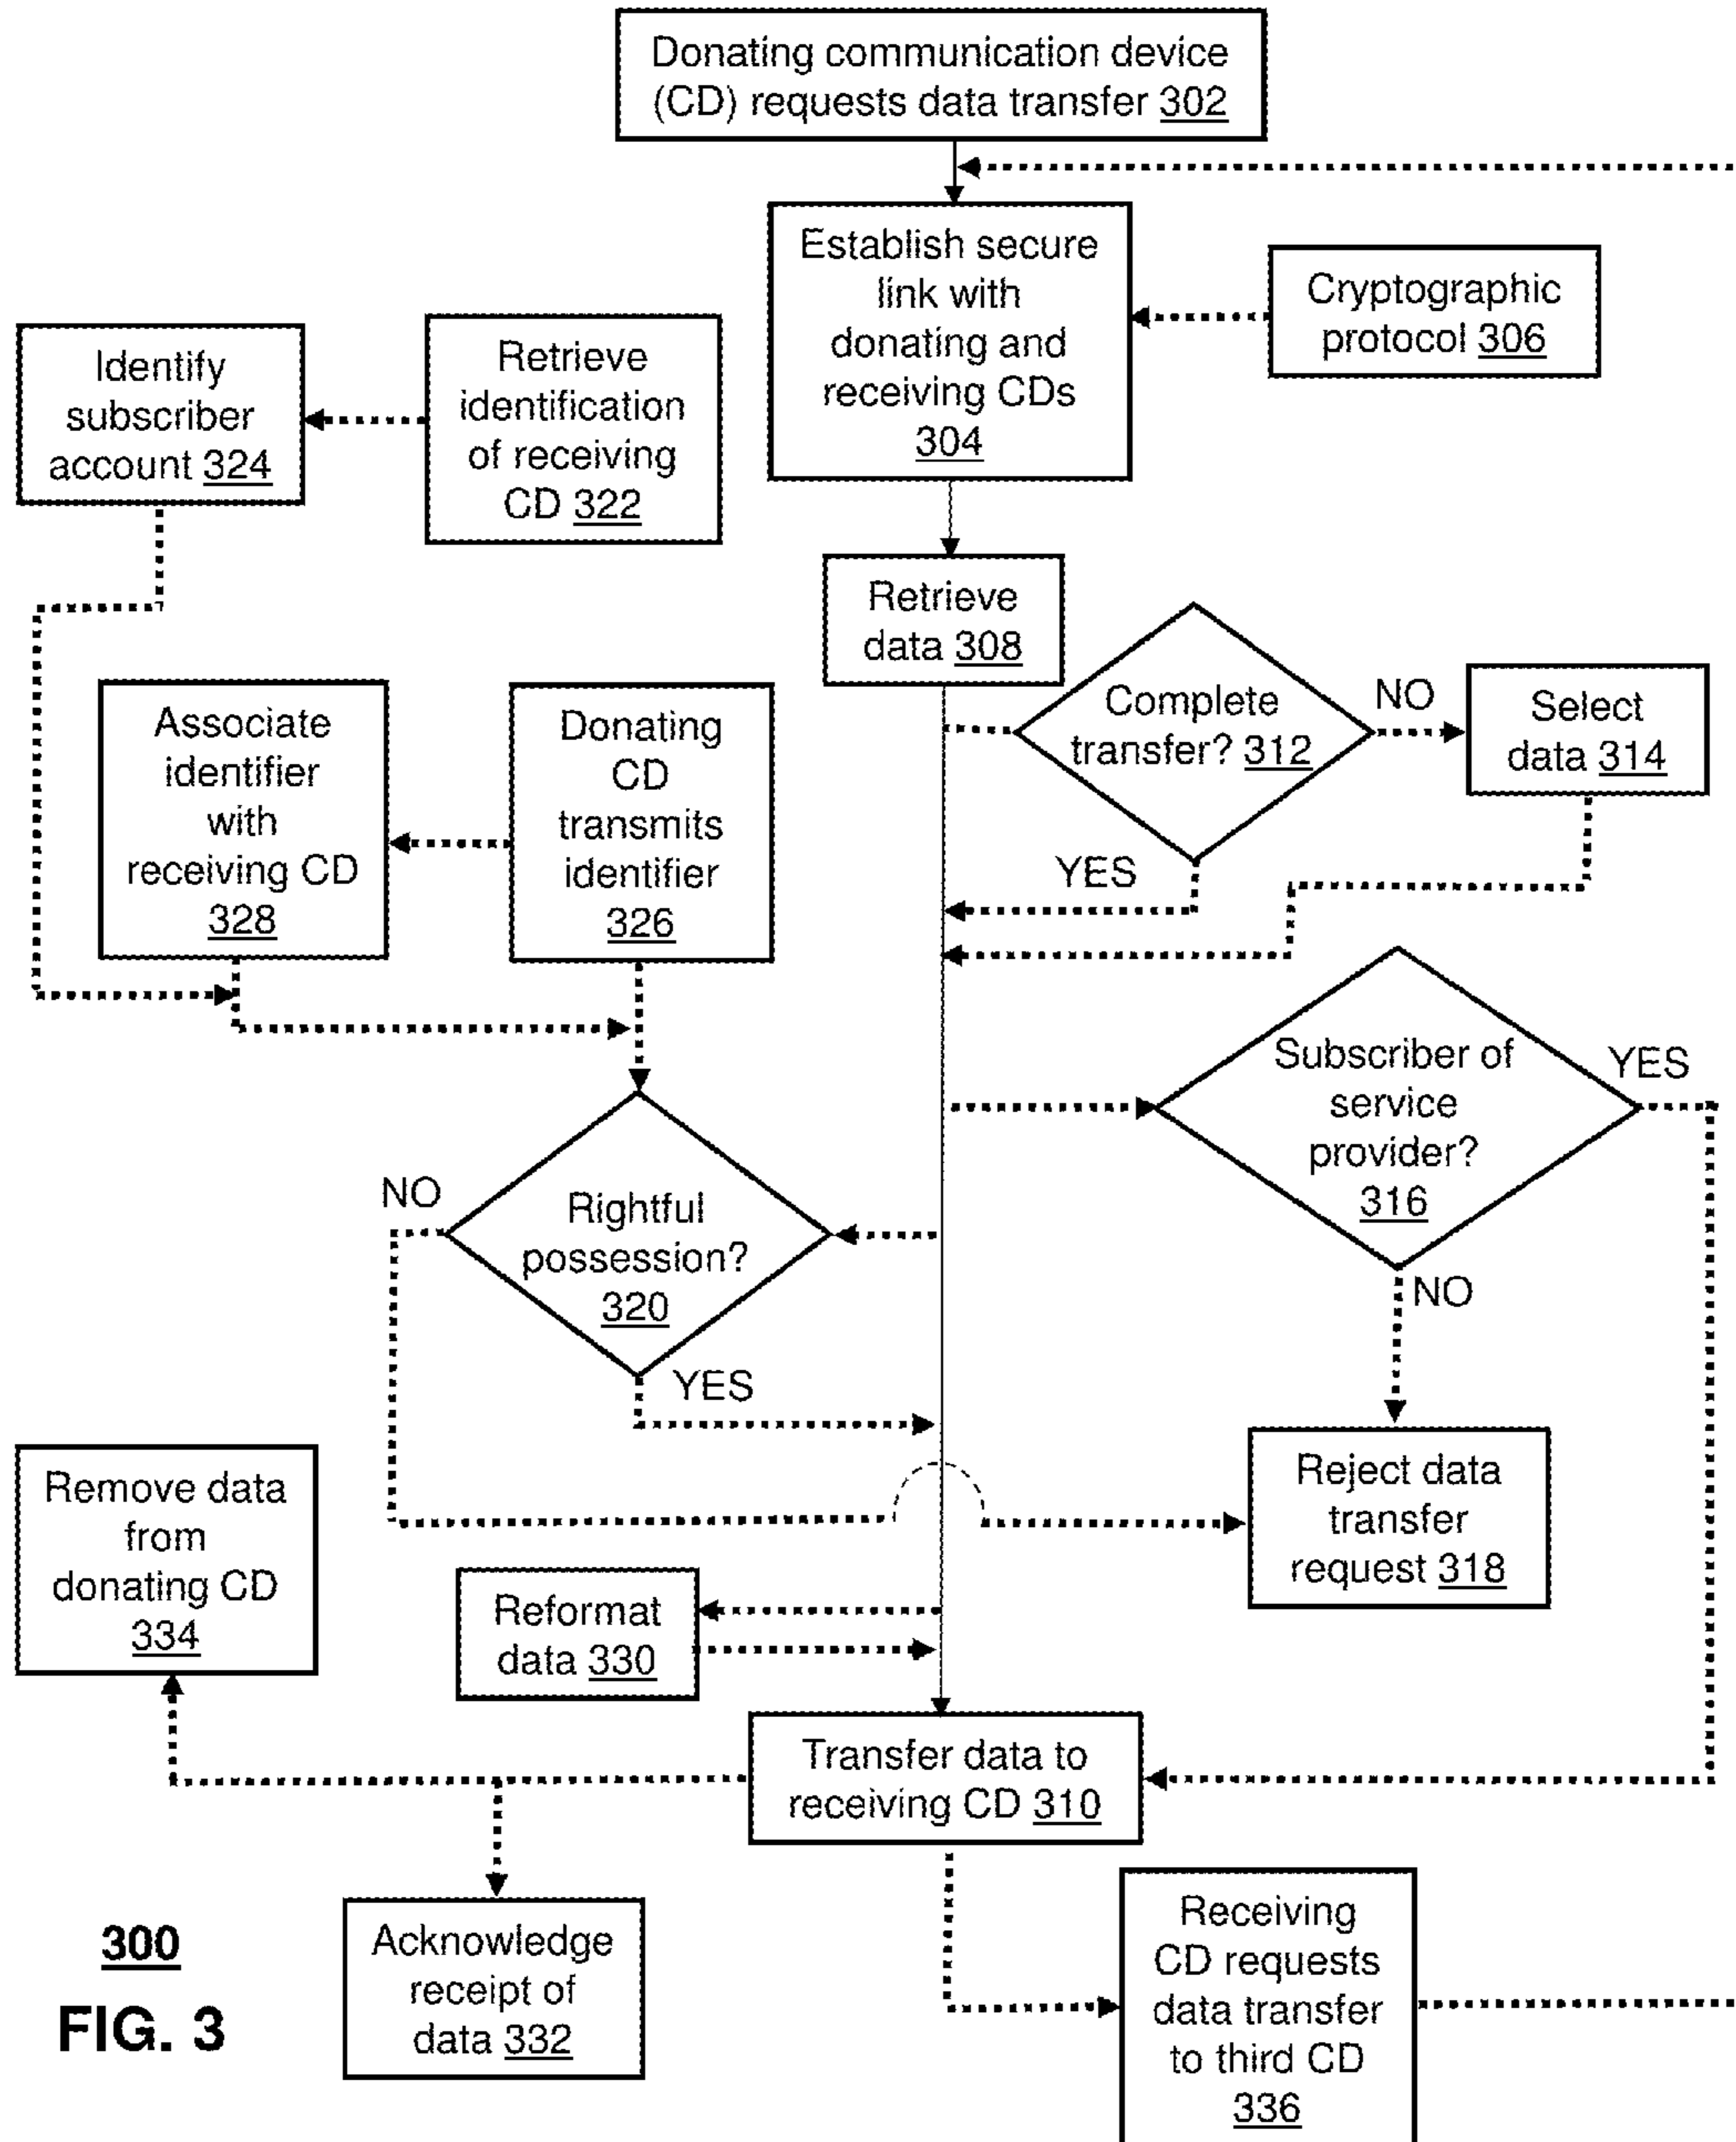 Donating communication device
(CD) requests data transfer 302
Establish secure
link with
donating and
receiving CDs
304
Cryptographic
protocol 306
Identify
subscriber
account 324
Retrieve
identification
of receiving
CD 322
Retrieve
data 308
Complete
transfer? 312
NO
Select
data 314
YES
Associate
identifier
with
receiving CD
328
Donating
CD
transmits
identifier
326
Subscriber of
service
provider?
316
YES
NO
NO
Rightful
possession?
320
YES
Reject data
transfer
request 318
Remove data
from
donating CD
334
Reformat
data 330
Transfer data to
receiving CD 310
Acknowledge
receipt of
data 332
Receiving
CD requests
data transfer
to third CD
336
300
FIG. 3